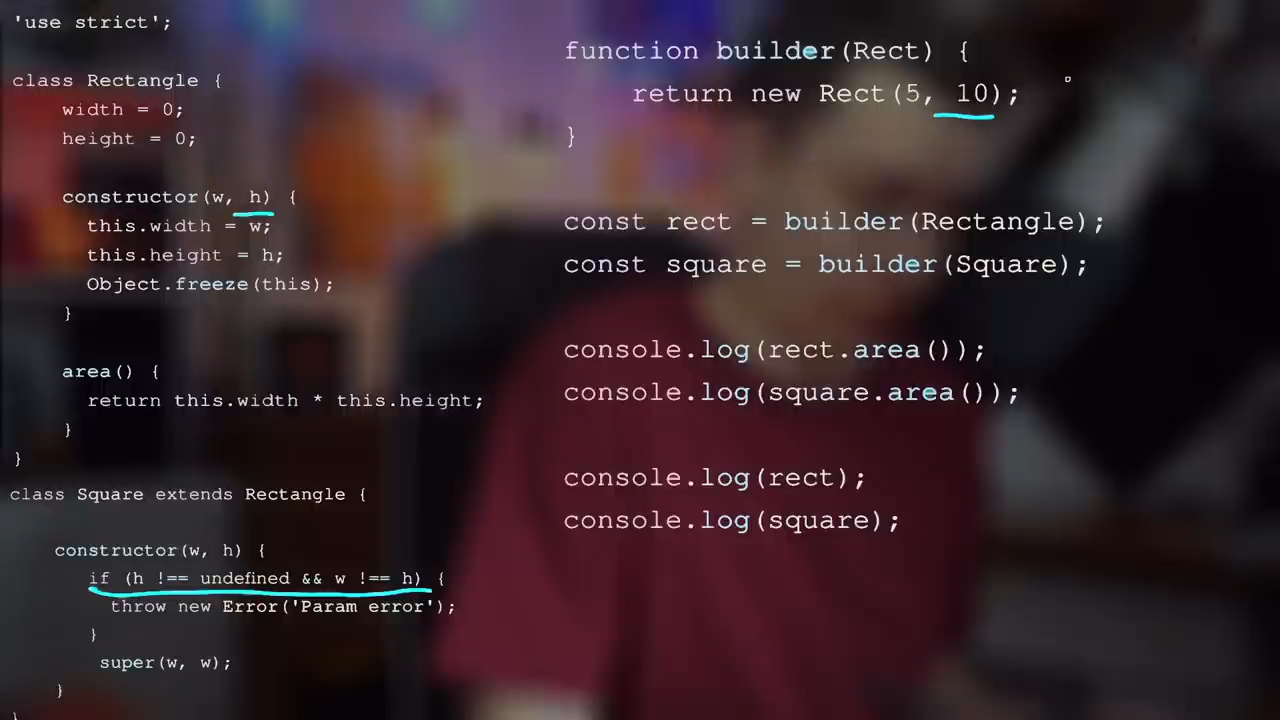 'use strict';
class Rectangle {
width = 0;
height = 0;
constructor(w, h) {
this.width = w;
this.height = h;
Object.freeze(this);
}
area() {
return this.width * this.height;
}
}
class Square extends Rectangle {
constructor(w, h) {
if (h !== undefined && w !== h) {
throw new Error('Param error');
}
super(w, w);
}
}
function builder(Rect) {
return new Rect(5, 10);
}
const rect = builder(Rectangle);
const square = builder(Square);
console.log(rect.area());
console.log(square.area());
console.log(rect);
console.log(square);